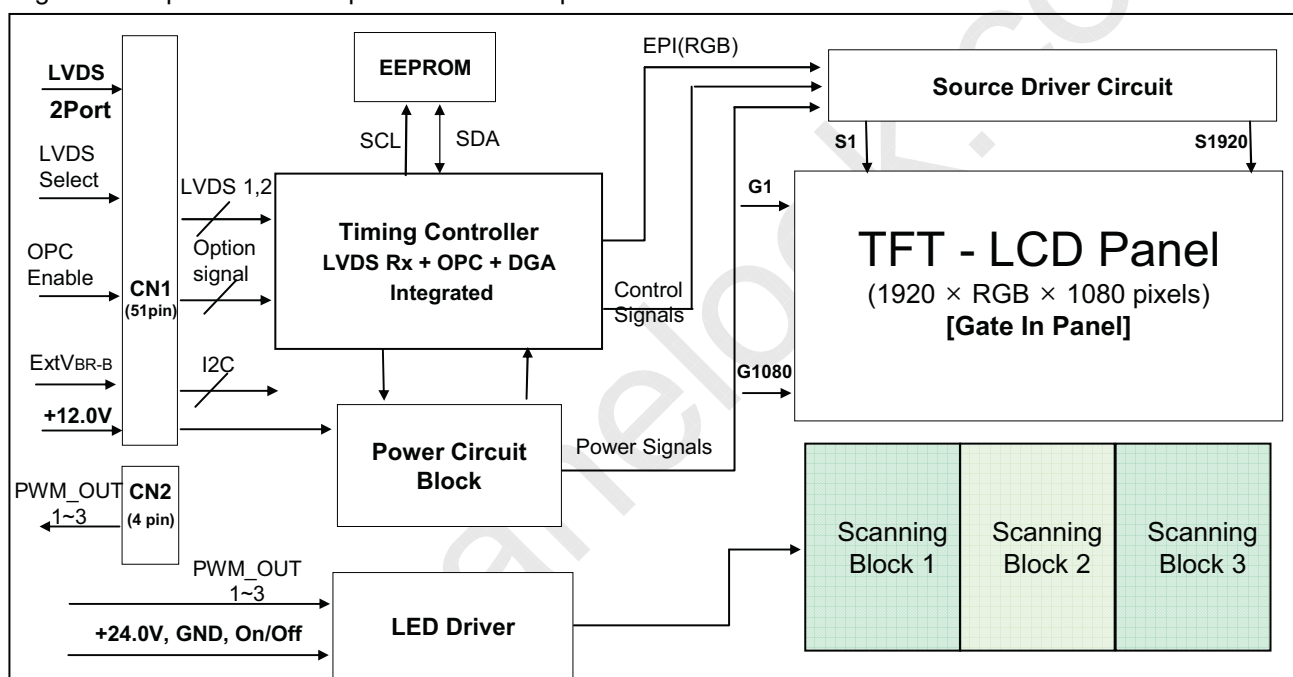 EPI(RGB)
LVDS
2Port
EEPROM
Source Driver Circuit
SCL
SDA
S1
S1920
LVDS
Select
LVDS 1,2
G1
Timing Controller
LVDS Rx + OPC + DGA
Integrated
TFT - LCD Panel
(1920 × RGB × 1080 pixels)
[Gate In Panel]
OPC
Enable
Option
signal
CN1
(51pin)
Control
Signals
ExtVBR-B
I2C
G1080
+12.0V
Power Circuit
Block
Power Signals
PWM_OUT
1~3
CN2
(4 pin)
Scanning
Block 1
Scanning
Block 2
Scanning
Block 3
PWM_OUT
1~3
+24.0V, GND, On/Off
LED Driver